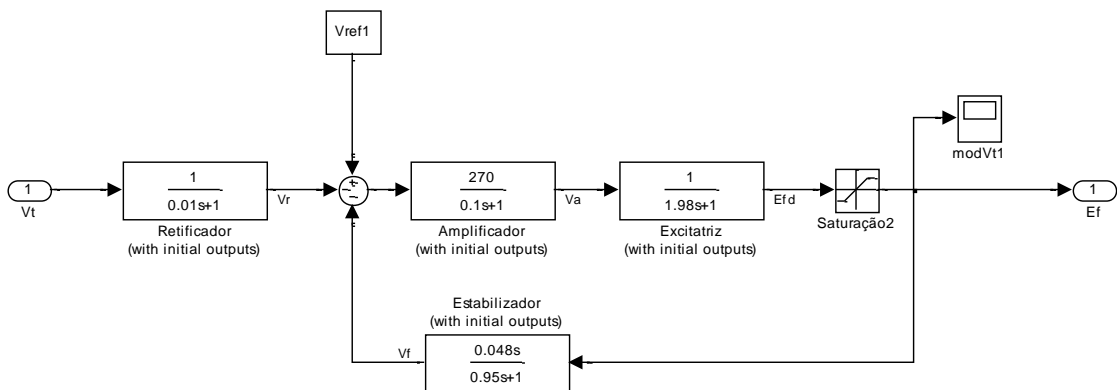 Vref1
modVt1
1
Vt
1
0.01s+1
Retificador
(with initial outputs)
Vr
270
0.1s+1
Amplificador
(with initial outputs)
Va
1
1.98s+1
Excitatriz
(with initial outputs)
Efd
Saturação2
1
Ef
Estabilizador
(with initial outputs)
0.048s
0.95s+1
Vf